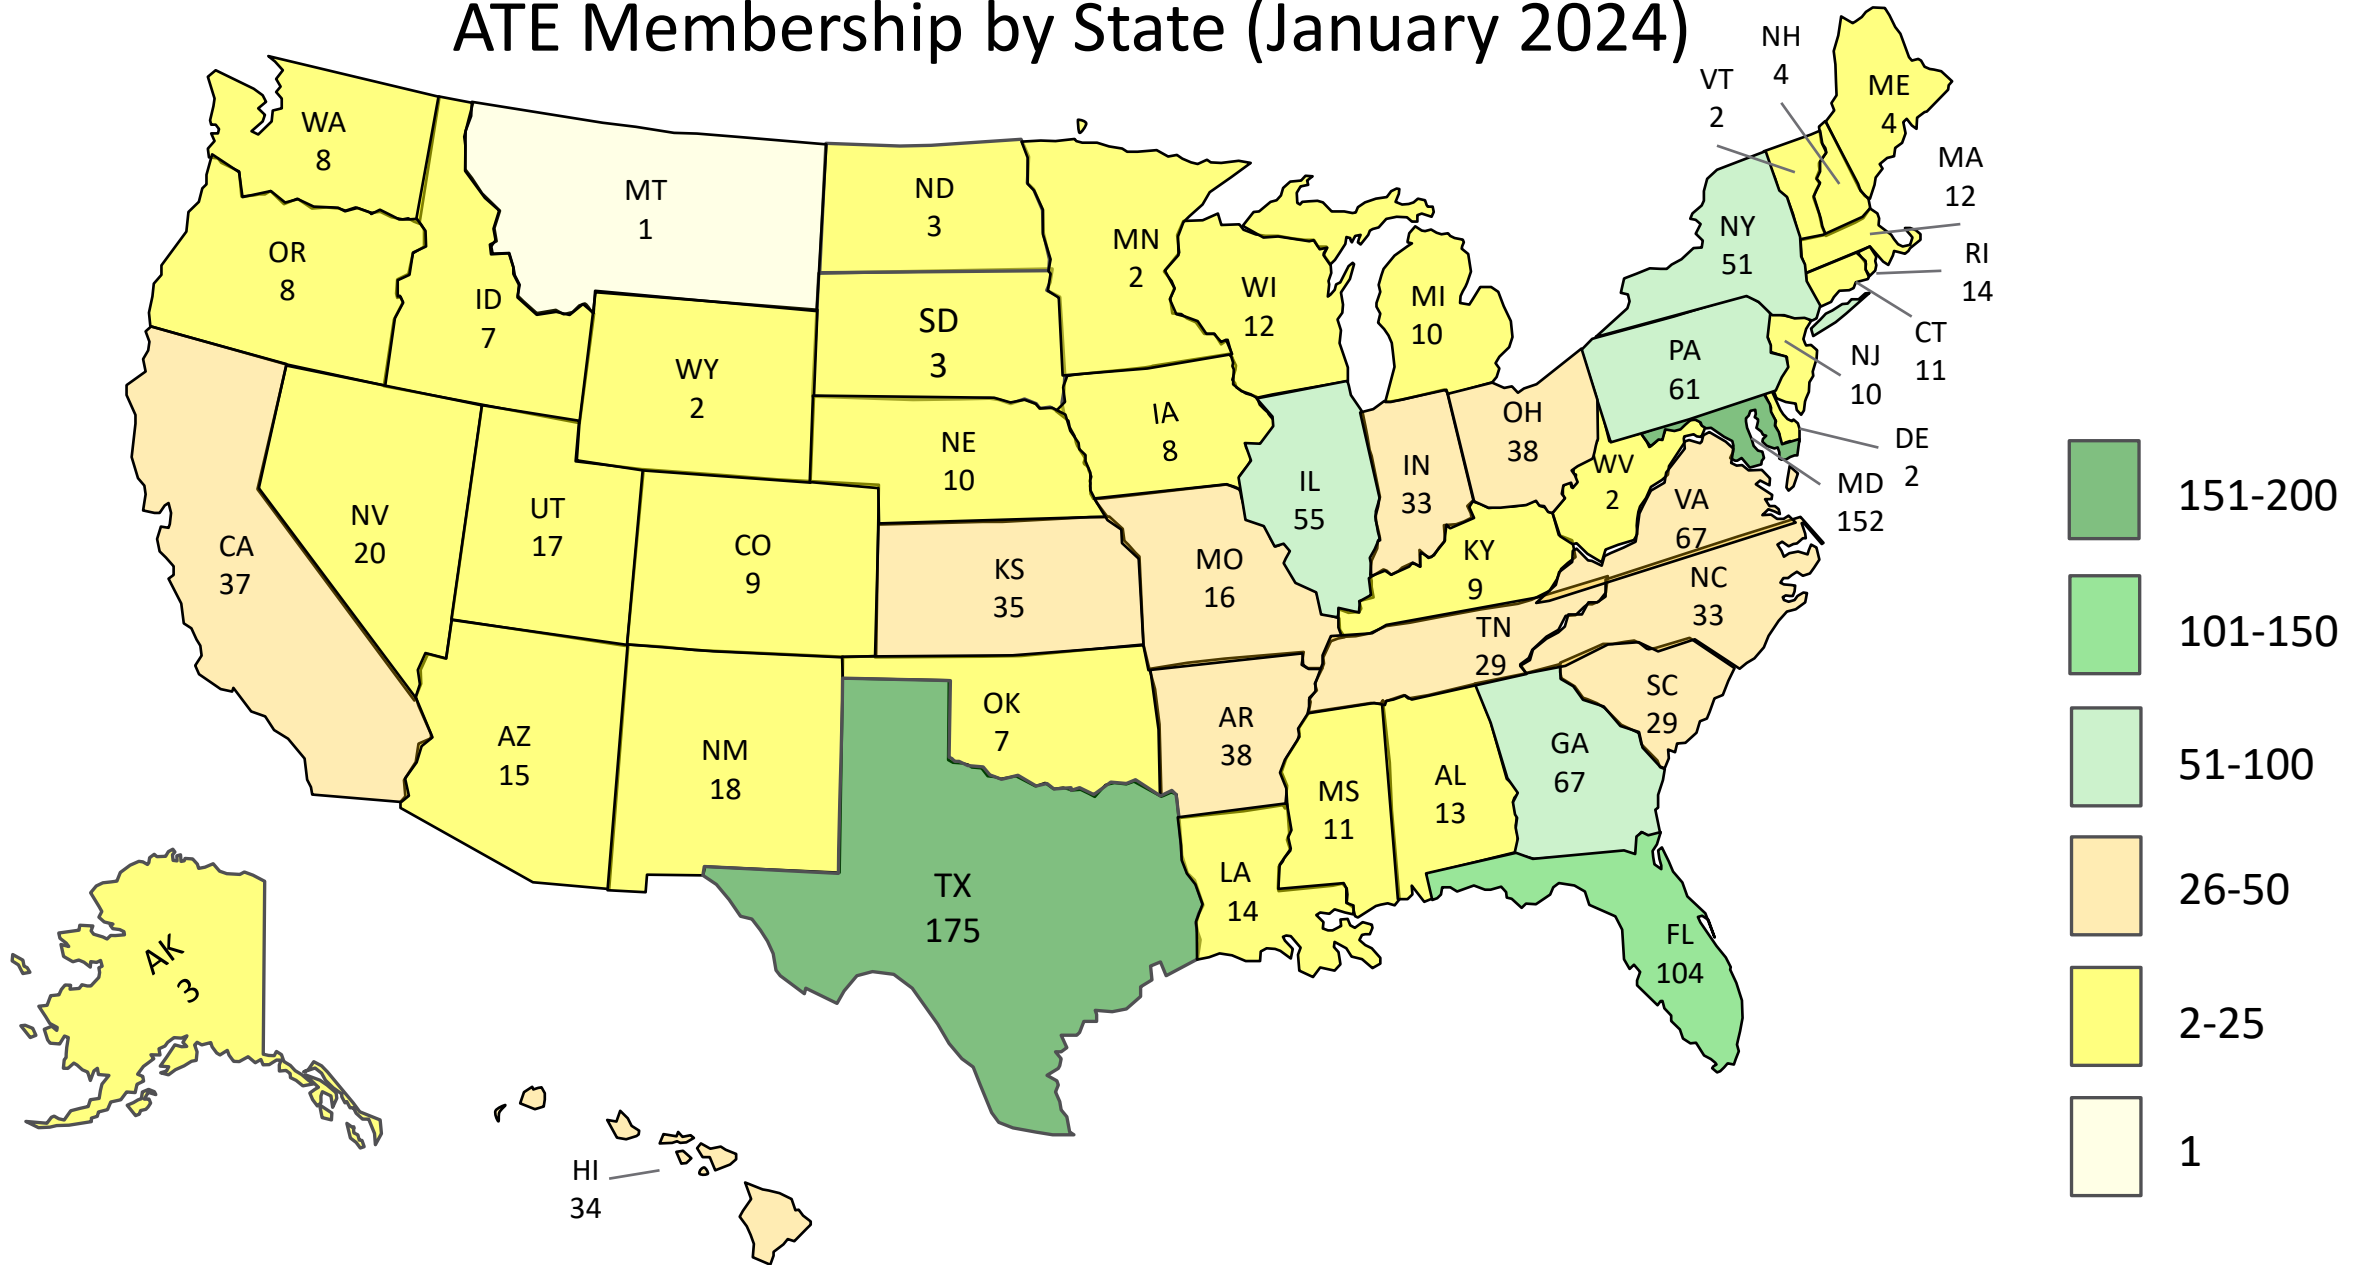 ATE Membership by State (January 2024)
WA
8
OR
8
CA
37
ID
7
NV
20
UT
17
AZ
15
MT
1
WY
2
CO
9
NM
18
ND
3
SD
3
NE
10
KS
35
OK
7
TX
175
MN
2
IA
8
MO
16
AR
38
LA
14
WI
12
IL
55
MI
10
IN
33
OH
38
KY
9
TN
29
MS
11
AL
13
GA
67
FL
104
SC
29
NC
33
VA
67
WV
2
PA
61
NY
51
VT
2
NH
4
ME
4
MA
12
RI
14
CT
11
NJ
10
DE
2
MD
152
AK
3
HI
34
151-200
101-150
51-100
26-50
2-25
1